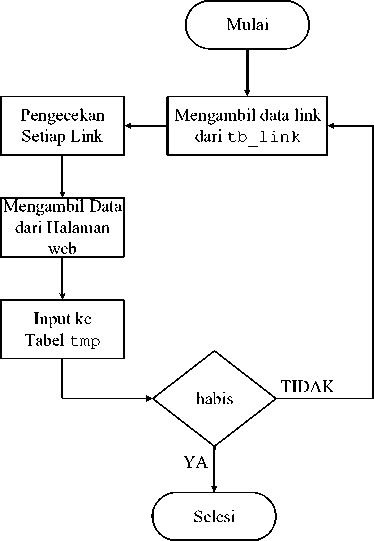 Mulai
Mengambil data link
dari tb_link
Pengecekan
Setiap Link
Mengambil Data
dari Halaman
web
Input ke
Tabel tmp
habis
TIDAK
YA
Selesi